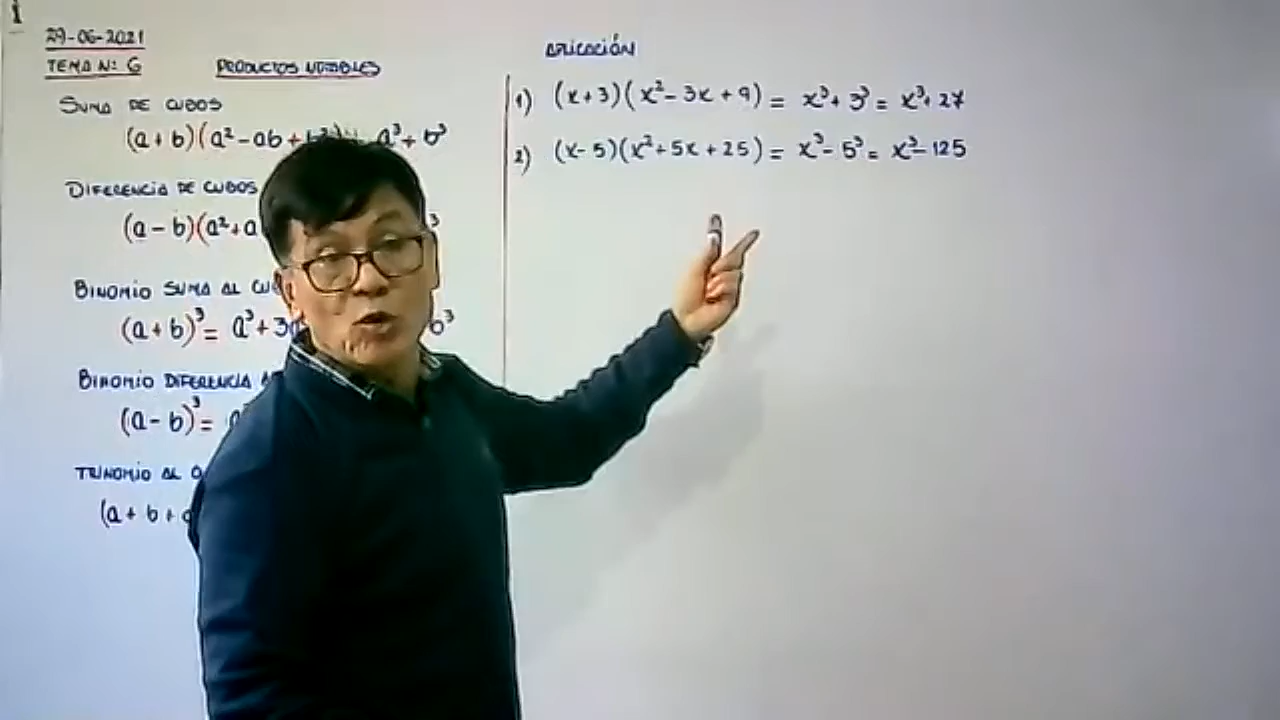 29-06-2021
TEMA Nº 6 PRODUCTOS NOTABLES
SUMA DE CUBOS
(a + b)(a² - ab + b²) a³ + b³
DIFERENCIA DE CUBOS
(a - b)(a² + a ³
BINOMIO SUMA AL CU
(a + b)³ = a³ + 3a b³
BINOMIO DIFERENCIA A
(a - b)³ = a
TRINOMIO AL
(a + b +
APLICACIÓN
1) (x + 3)(x² - 3x + 9) = x³ + 3³ = x³ + 27
2) (x - 5)(x² + 5x + 25) = x³ - 5³ = x³ - 125